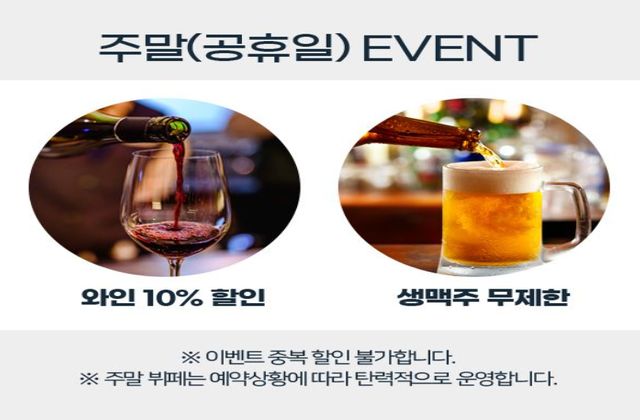 주말(공휴일) EVENT
와인 10% 할인
생맥주 무제한
※ 이벤트 중복 할인 불가합니다.
※ 주말 뷔페는 예약상황에 따라 탄력적으로 운영합니다.